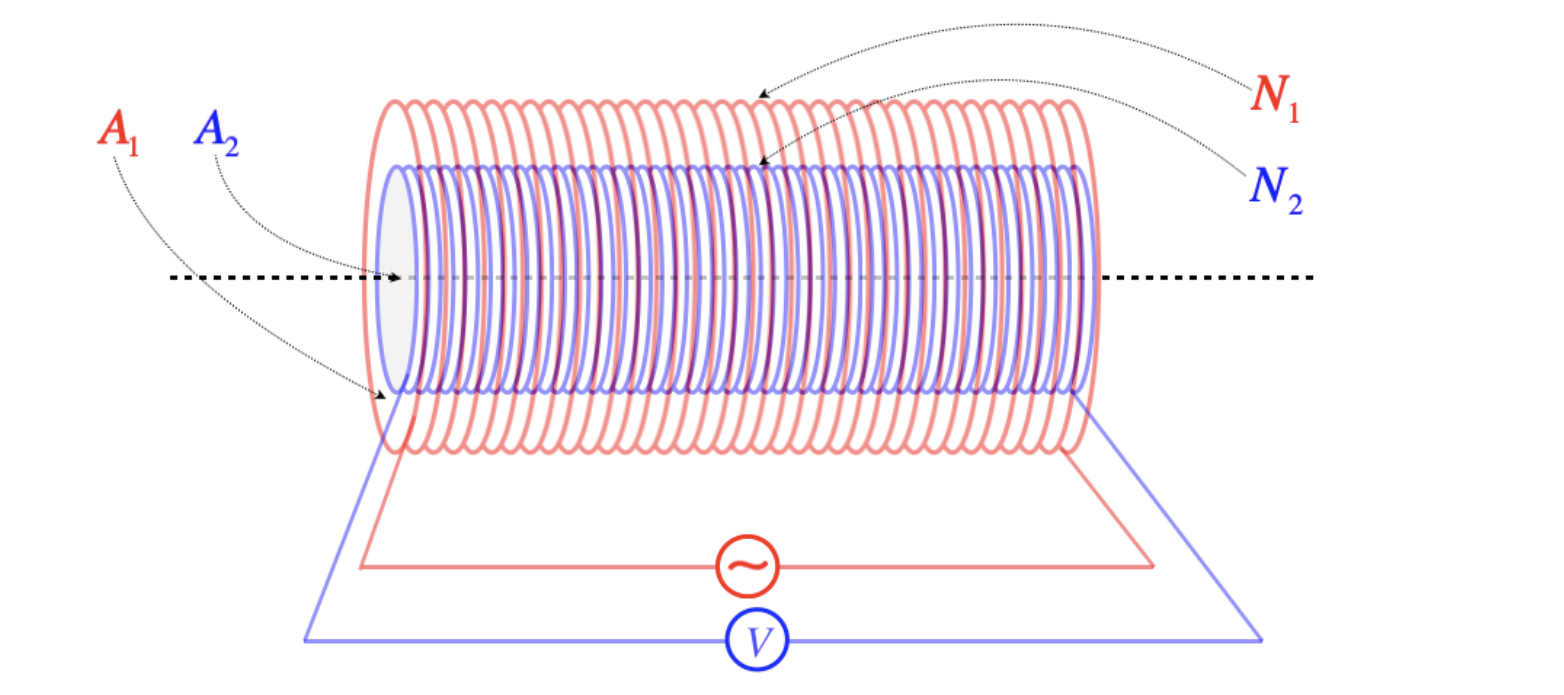 N₁
A₁
A₂
N₂
~
V